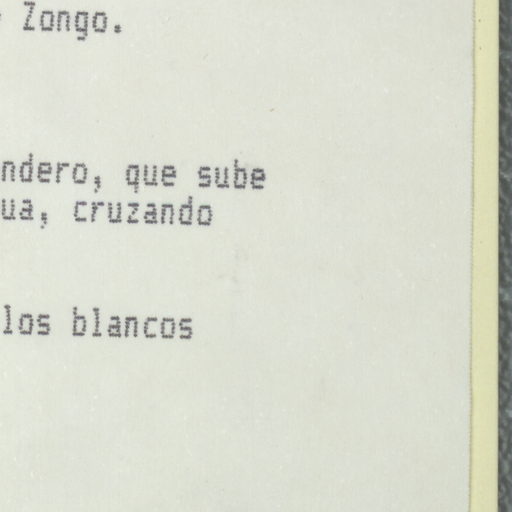 Zongo.
ndero, que sube
ua, cruzando
los blancos